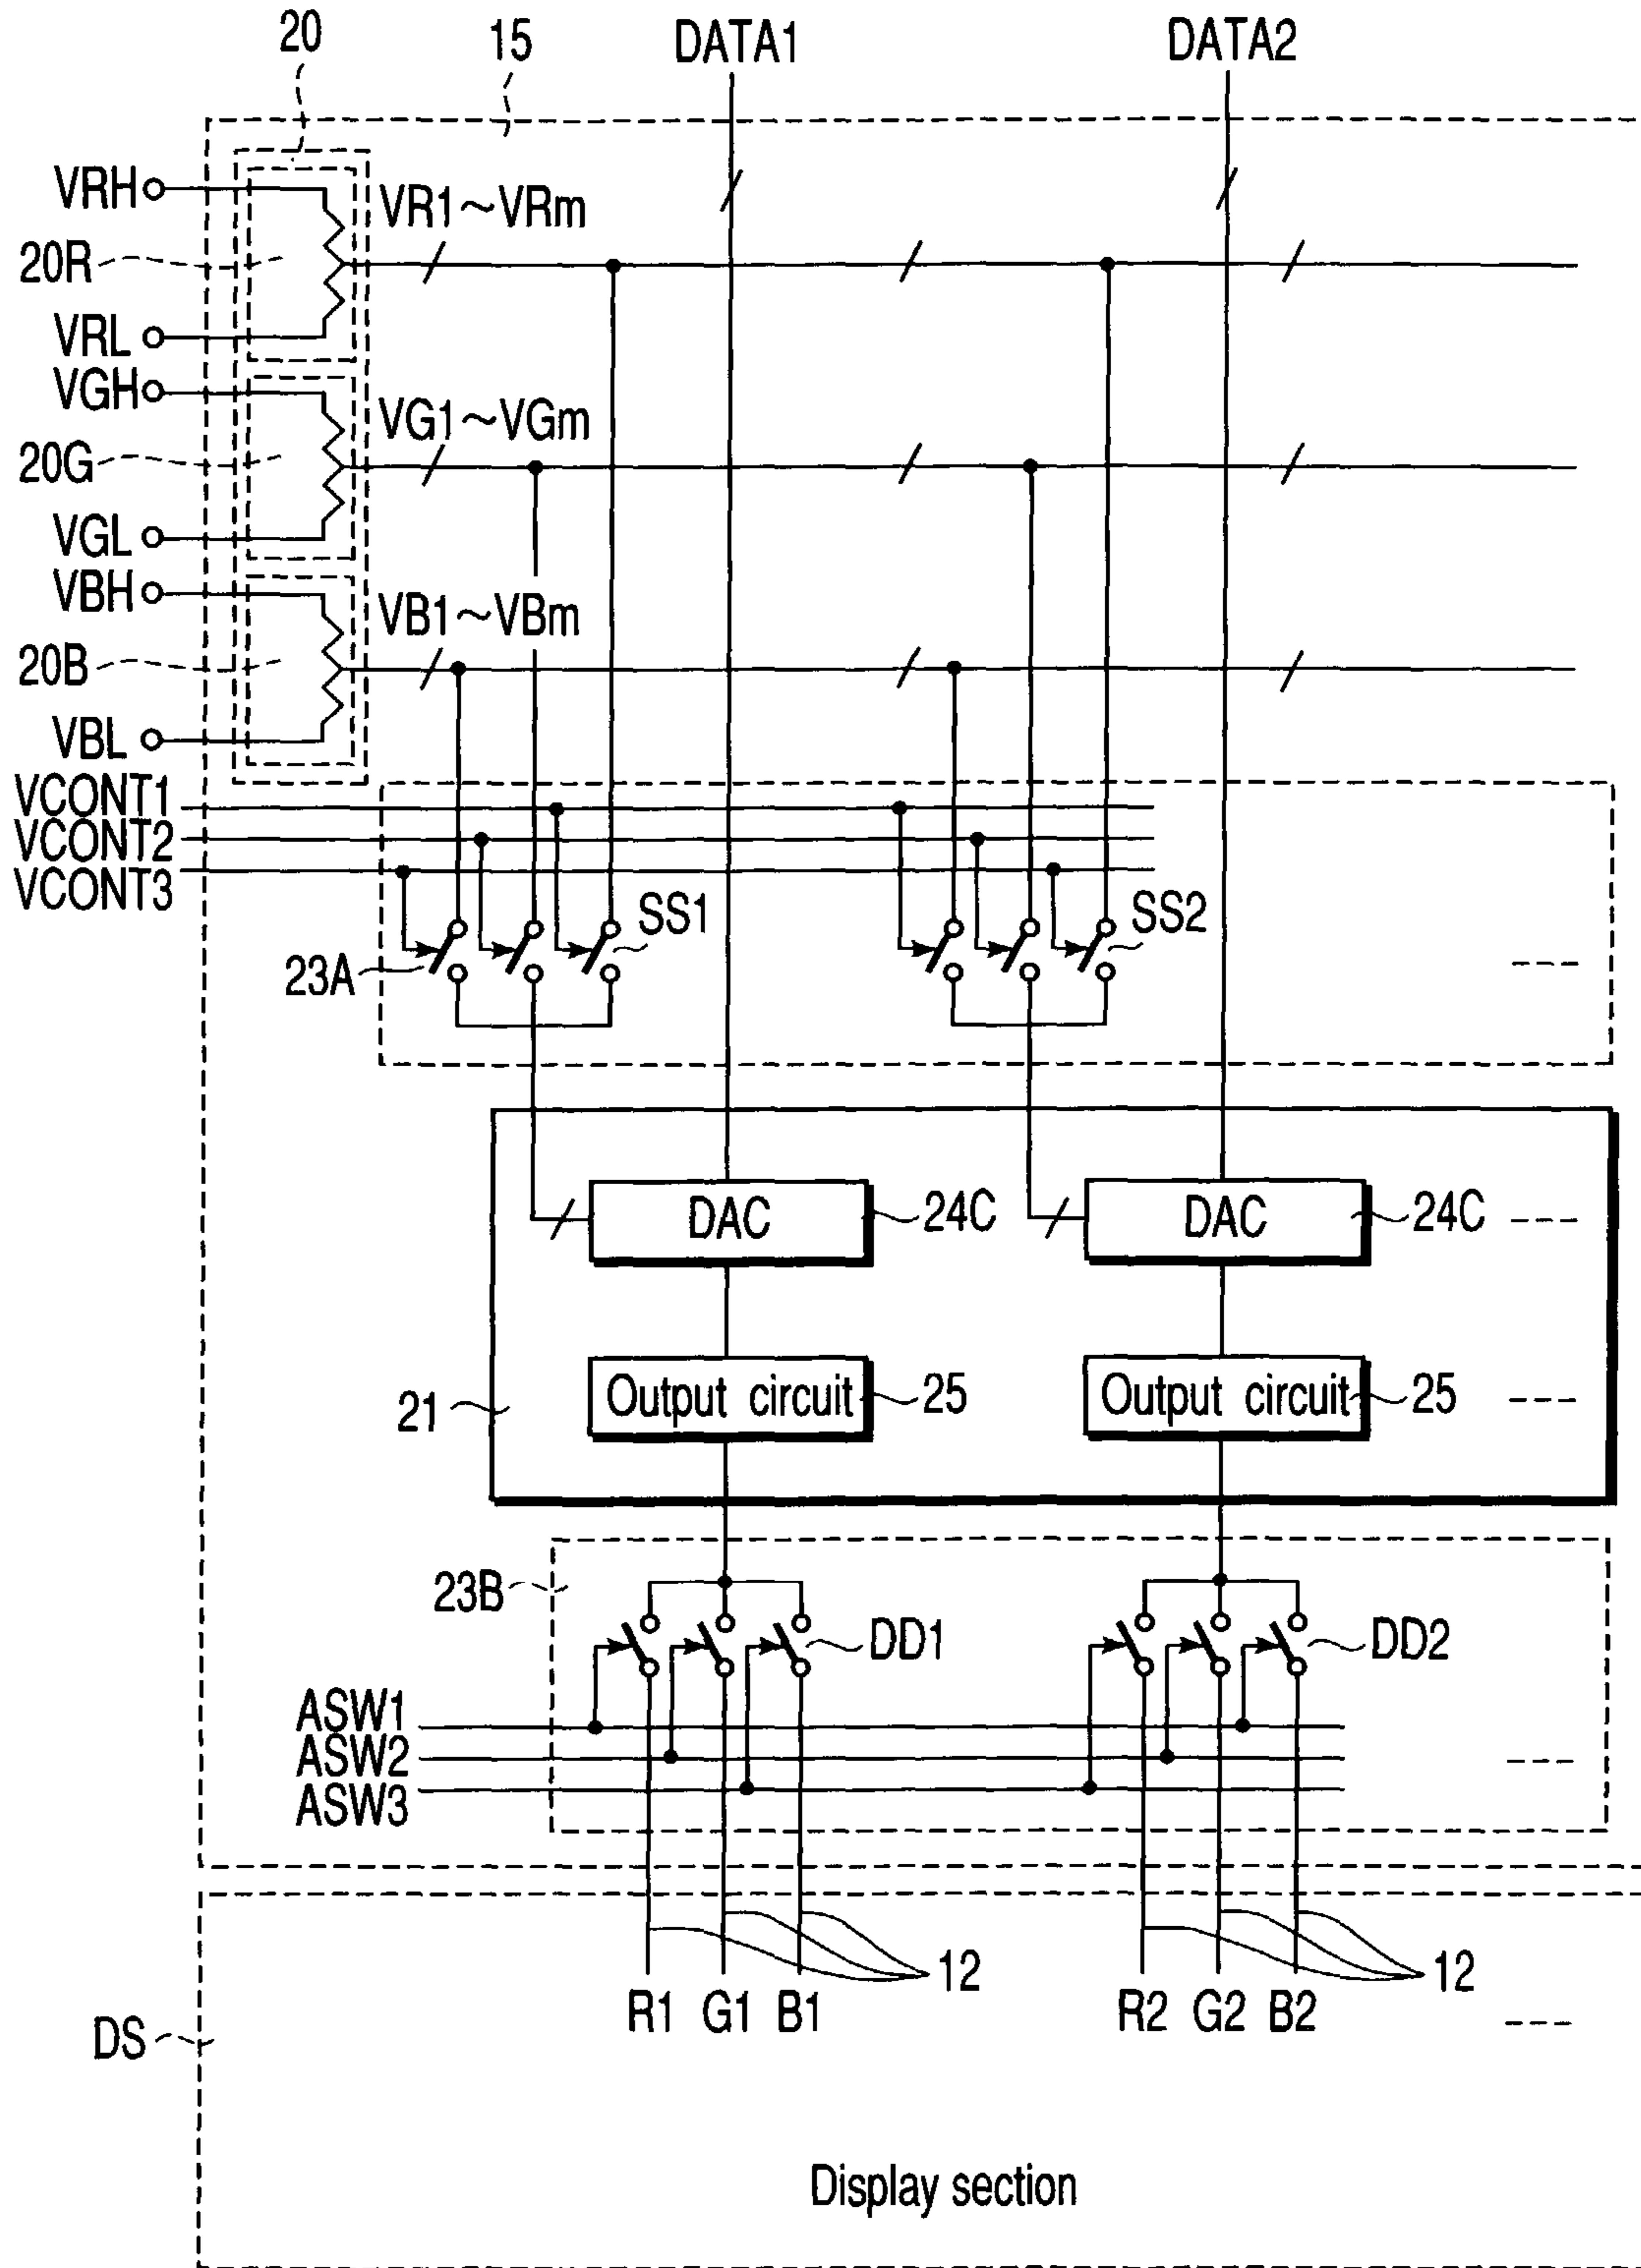 20 15 DATA1 DATA2
VRH
VR1~VRm
20R
VRL
VGH
VG1~VGm
20G
VGL
VBH
VB1~VBm
20B
VBL
VCONT1
VCONT2
VCONT3
SS1 SS2
23A
DAC 24C DAC 24C
21 Output circuit 25 Output circuit 25
23B
DD1 DD2
ASW1
ASW2
ASW3
12 12
R1 G1 B1 R2 G2 B2
DS
Display section